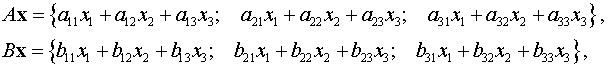 Ax = {a₁₁x₁ + a₁₂x₂ + a₁₃x₃; a₂₁x₁ + a₂₂x₂ + a₂₃x₃; a₃₁x₁ + a₃₂x₂ + a₃₃x₃},
Bx = {b₁₁x₁ + b₁₂x₂ + b₁₃x₃; b₂₁x₁ + b₂₂x₂ + b₂₃x₃; b₃₁x₁ + b₃₂x₂ + b₃₃x₃},